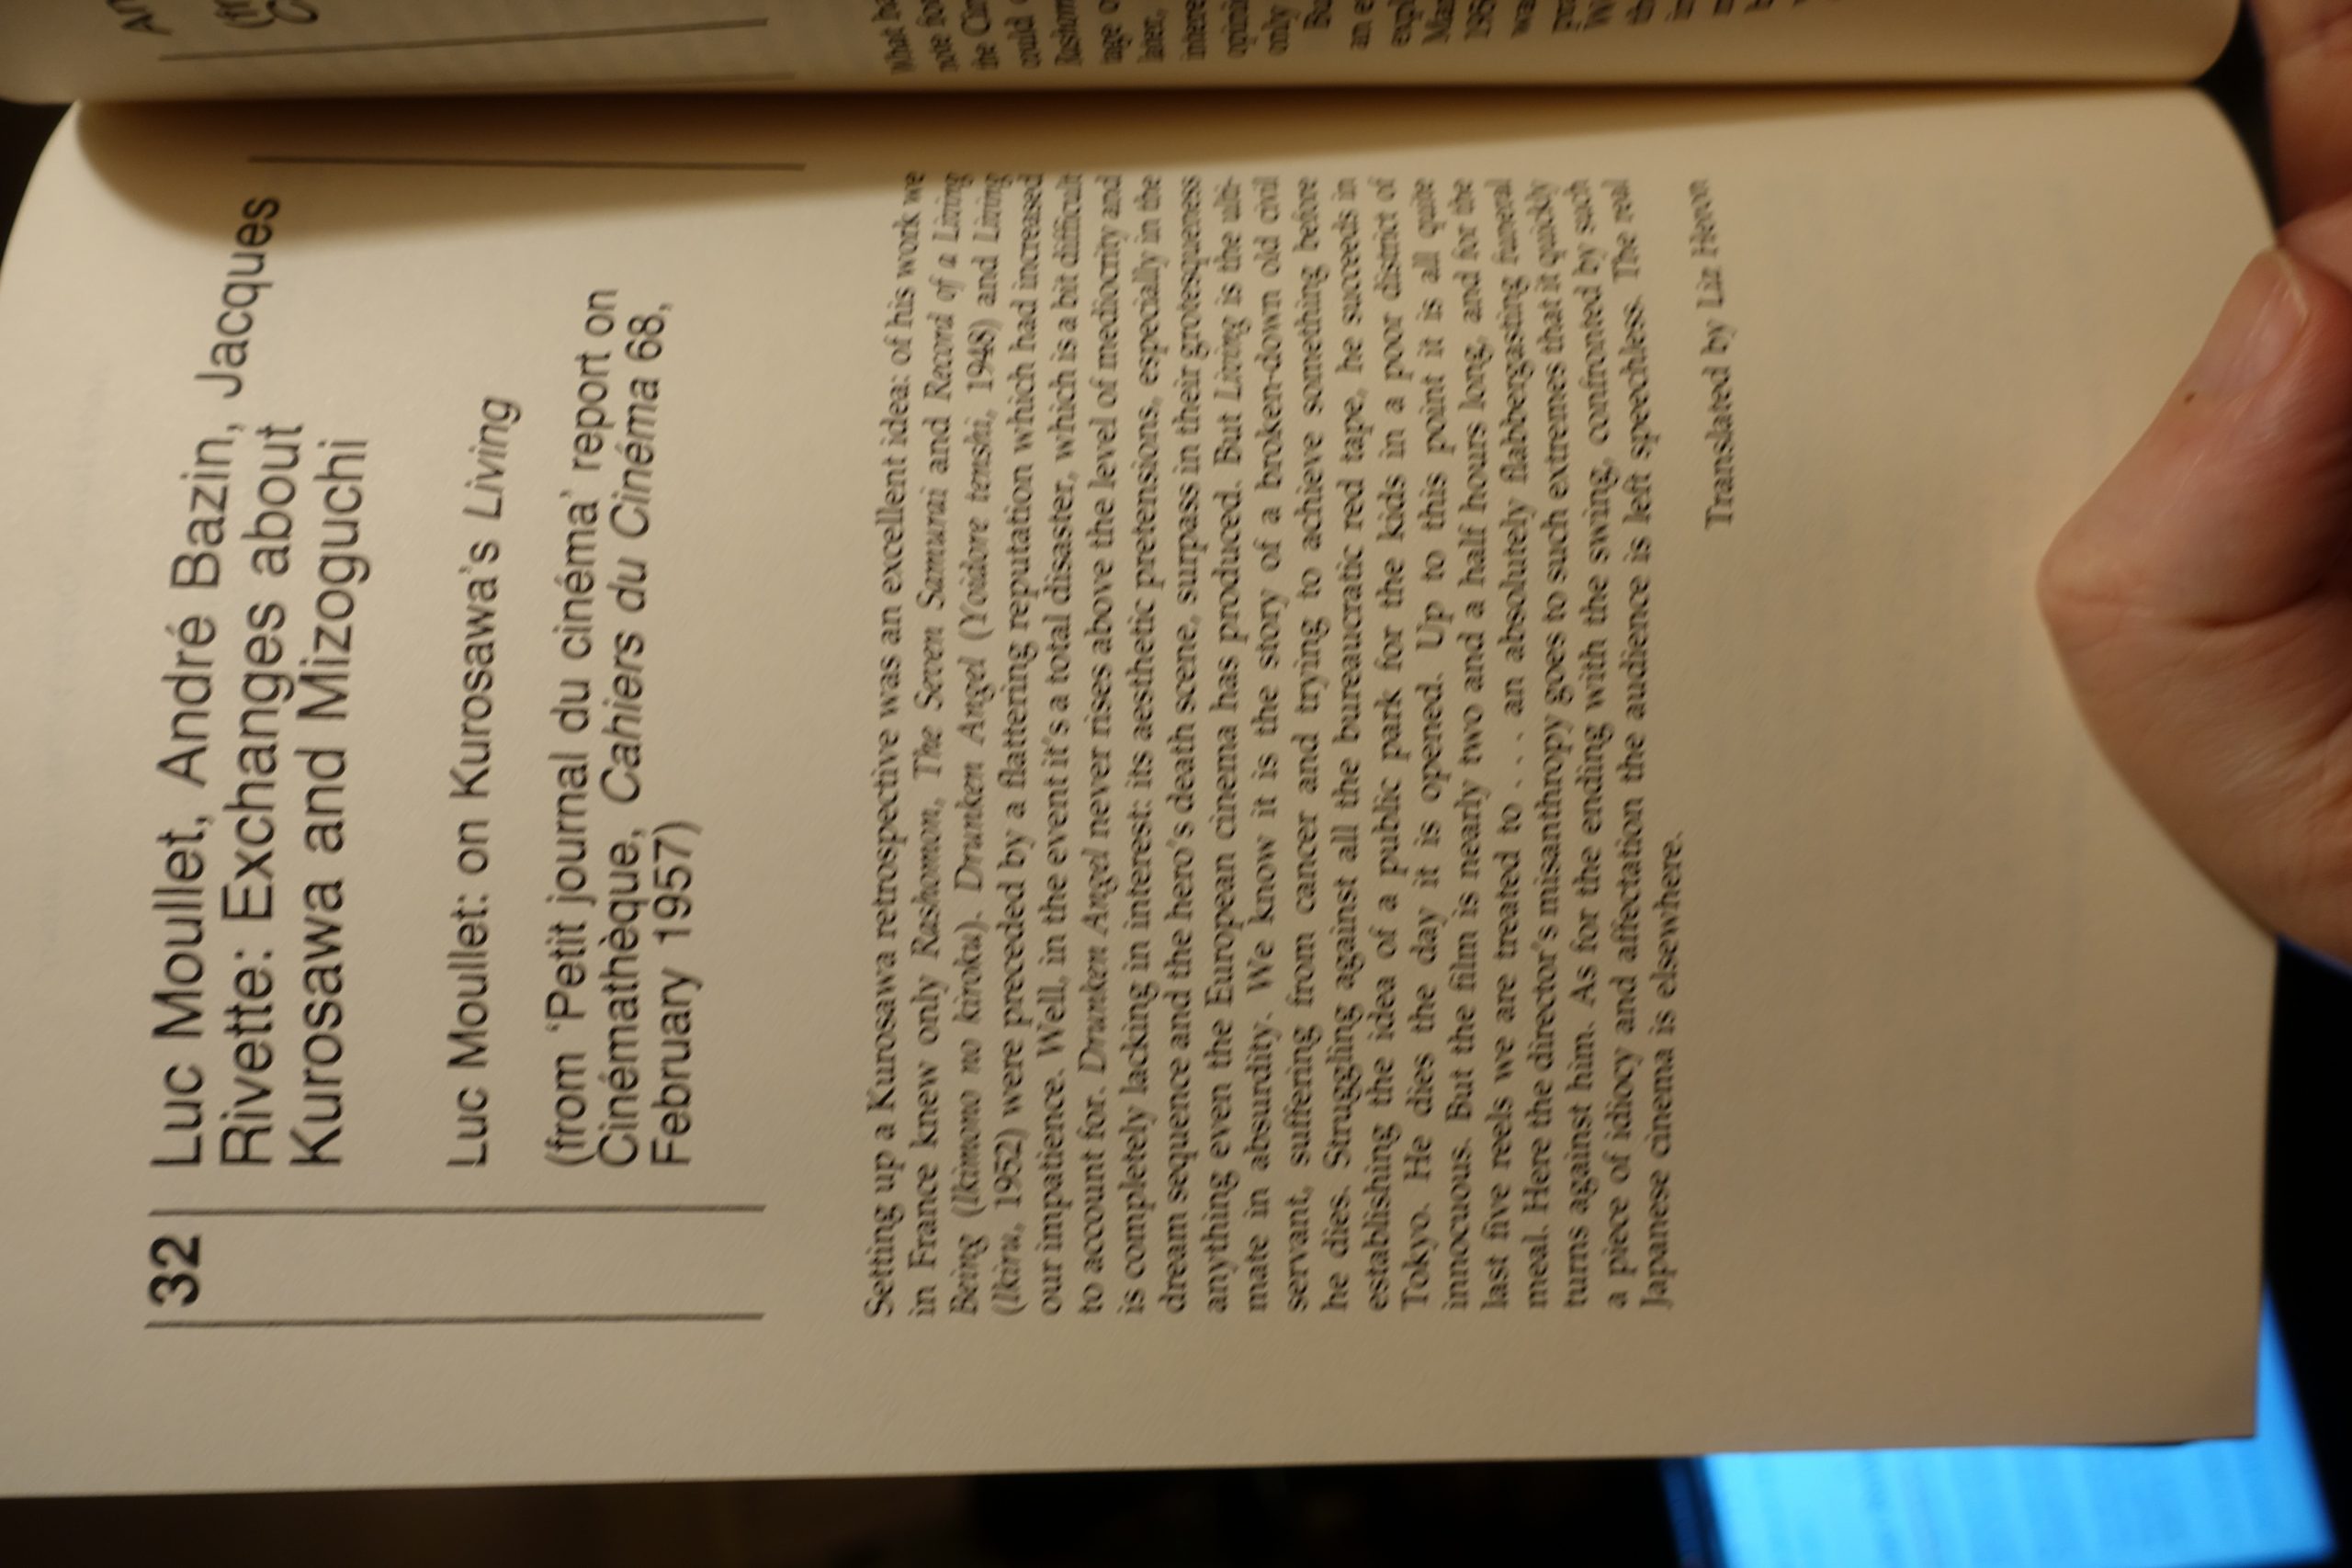 32
Luc Moullet, André Bazin, Jacques
Rivette: Exchanges about
Kurosawa and Mizoguchi
Luc Moullet: on Kurosawa's Living
(from 'Petit journal du cinéma' report on
Cinémathèque, Cahiers du Cinéma 68,
February 1957)
Setting up a Kurosawa retrospective was an excellent idea: of his work we
in France knew only Rashomon, The Seven Samurai and Record of a Living
Being (Ikimono no kiroku). Drunken Angel (Yoidore tenshi, 1948) and Living
(Ikiru, 1952) were preceded by a flattering reputation which had increased
our impatience. Well, in the event it's a total disaster, which is a bit difficult
to account for. Drunken Angel never rises above the level of mediocrity and
is completely lacking in interest: its aesthetic pretensions, especially in the
dream sequence and the hero's death scene, surpass in their grotesqueness
anything even the European cinema has produced. But Living is the ulti-
mate in absurdity. We know it is the story of a broken-down old civil
servant, suffering from cancer and trying to achieve something before
he dies. Struggling against all the bureaucratic red tape, he succeeds in
establishing the idea of a public park for the kids in a poor district of
Tokyo. He dies the day it is opened. Up to this point it is all quite
innocuous. But the film is nearly two and a half hours long, and for the
last five reels we are treated to . . . an absolutely flabbergasting funeral
meal. Here the director's misanthropy goes to such extremes that it quickly
turns against him. As for the ending with the swing, confronted by such
a piece of idiocy and affectation the audience is left speechless. The real
Japanese cinema is elsewhere.
Translated by Liz Heron
What
note
the
could
later,
only
Bu
an e